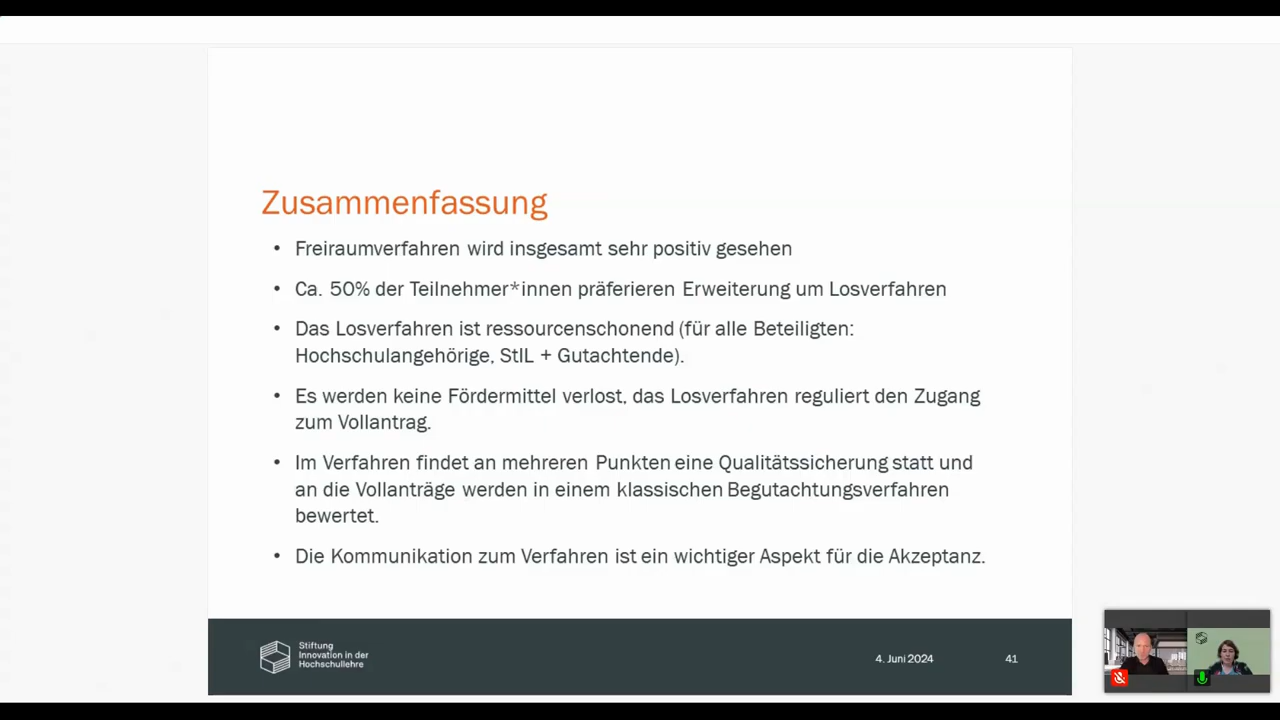 Zusammenfassung
• Freiraumverfahren wird insgesamt sehr positiv gesehen
• Ca. 50% der Teilnehmer*innen präferieren Erweiterung um Losverfahren
• Das Losverfahren ist ressourcenschonend (für alle Beteiligten:
Hochschulangehörige, StIL + Gutachtende).
• Es werden keine Fördermittel verlost, das Losverfahren reguliert den Zugang
zum Vollantrag.
• Im Verfahren findet an mehreren Punkten eine Qualitätssicherung statt und
an die Vollanträge werden in einem klassischen Begutachtungsverfahren
bewertet.
• Die Kommunikation zum Verfahren ist ein wichtiger Aspekt für die Akzeptanz.
Stiftung
Innovation in der
Hochschullehre
4. Juni 2024
41